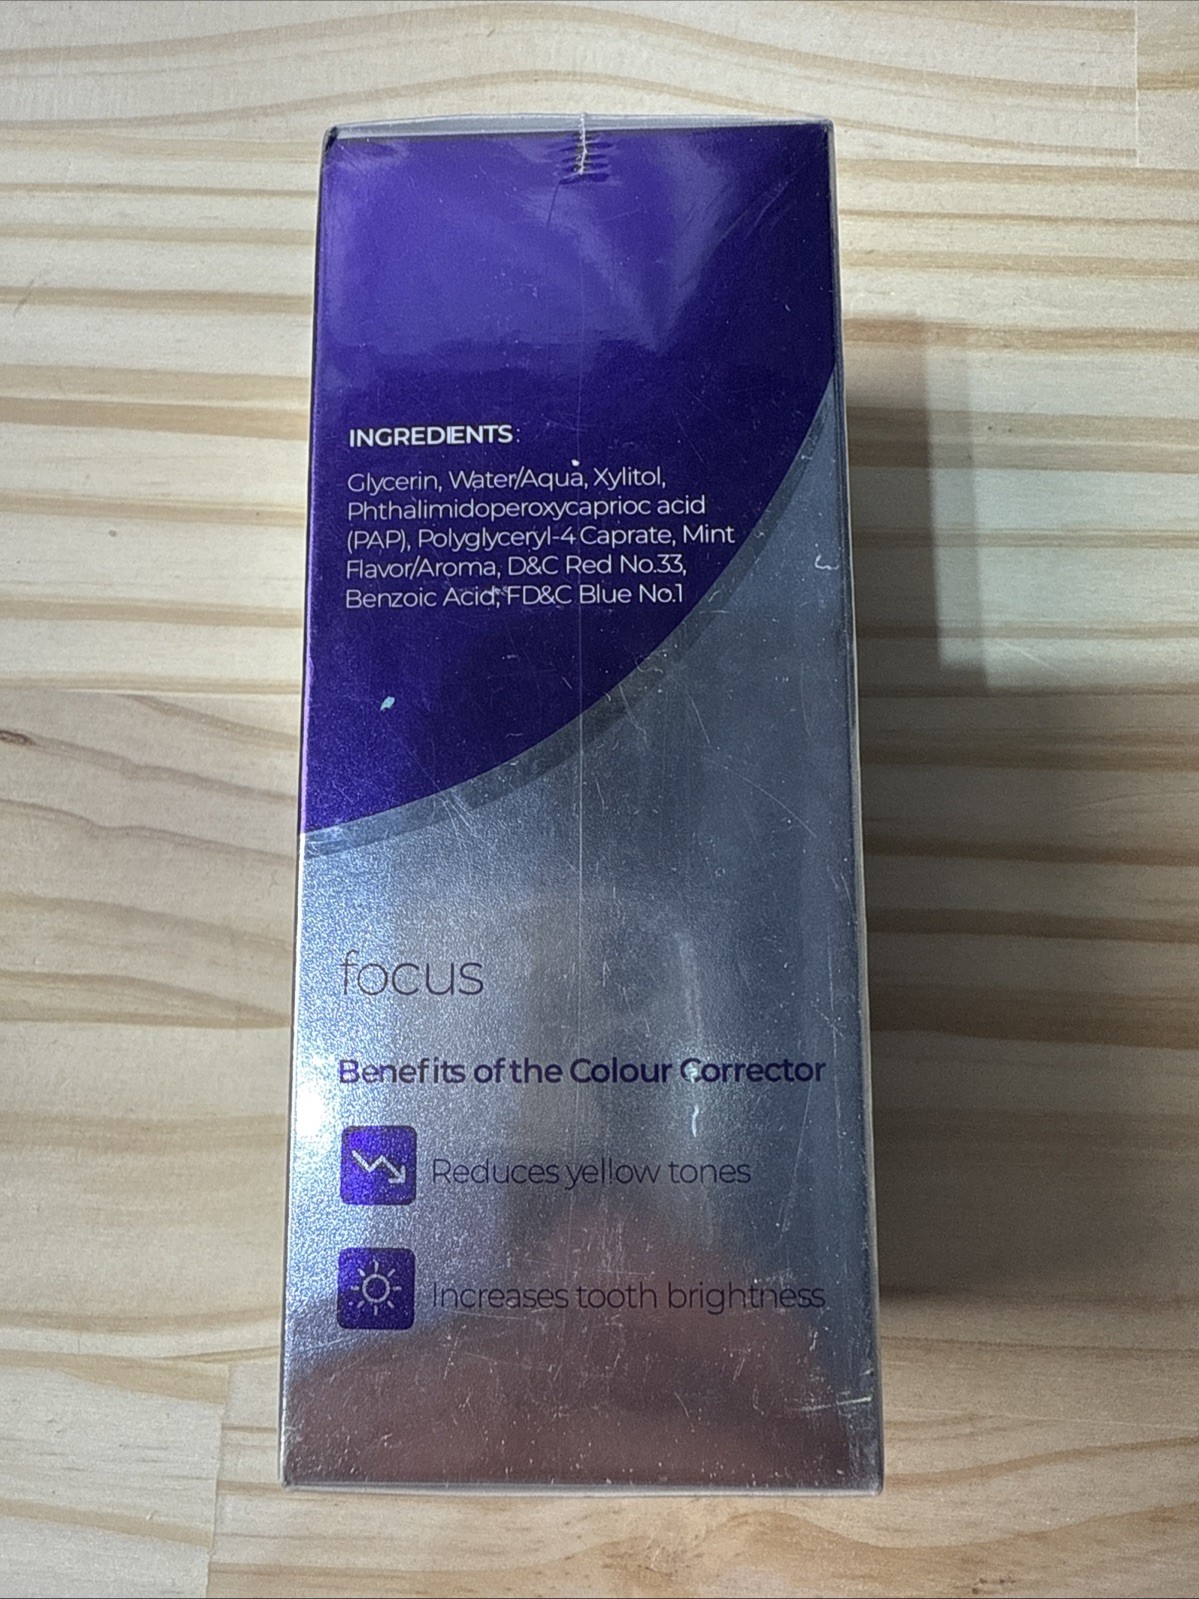 INGREDIENTS:
Glycerin, Water/Aqua, Xylitol,
Phthalimidoperoxycaprioc acid
(PAP), Polyglyceryl-4 Caprate, Mint
Flavor/Aroma, D&C Red No.33,
Benzoic Acid, FD&C Blue No.1
focus
Benefits of the Colour Corrector
Reduces yellow tones
Increases tooth brightness